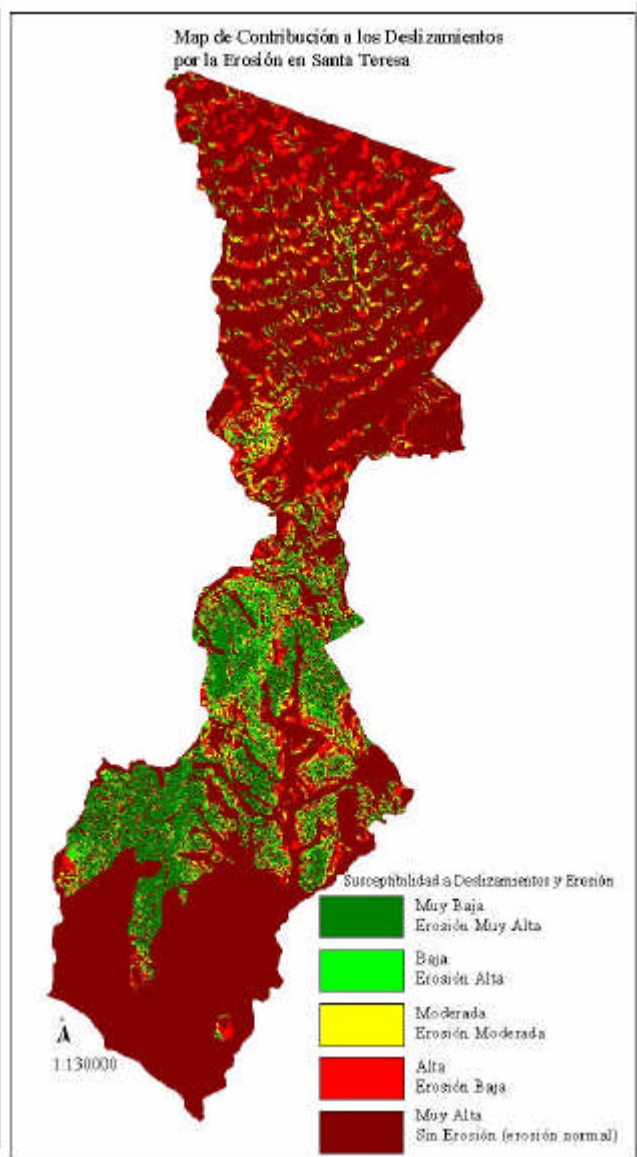 Map de Contribución a los Deslizamientos
por la Erosión en Santa Teresa
Susceptibilidad a Deslizamientos y Erosión
Muy Baja
Erosión Muy Alta
Baja
Erosión Alta
Moderada
Erosión Moderada
Alta
Erosión Baja
Muy Alta
Sin Erosión (erosión normal)
1:130000